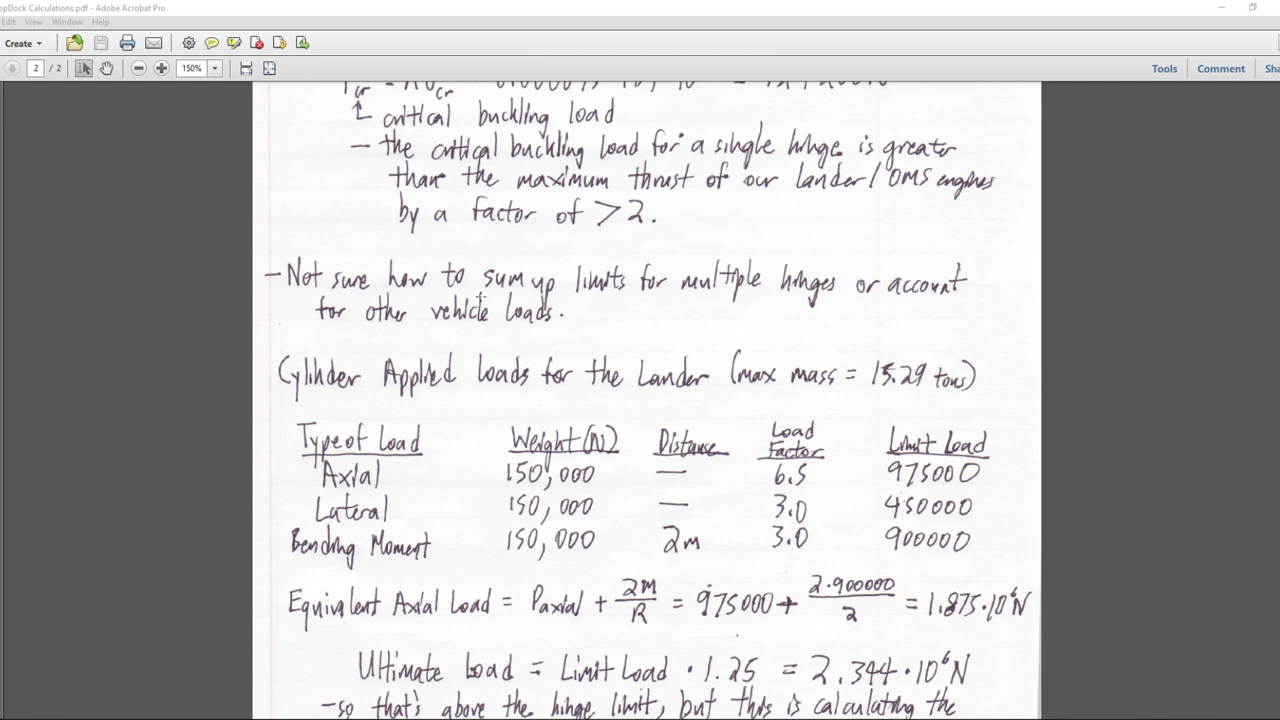 opDock Calculations.pdf - Adobe Acrobat Pro
Edit View Window Help
Create
2 / 2 150% Tools Comment Sha
critical buckling load
- the critical buckling load for a single hinge is greater
than the maximum thrust of our lander/OMS engines
by a factor of >2.
- Not sure how to sum up limits for multiple hinges or account
for other vehicle loads.
Cylinder Applied Loads for the Lander (max mass = 15.29 tons)
Type of Load Weight (N) Distance Load Factor Limit Load
Axial 150,000 — 6.5 975000
Lateral 150,000 — 3.0 450000
Bending Moment 150,000 2m 3.0 900000
Equivalent Axial Load = Paxial + 2M/R = 975000 + 2·900000/2 = 1.875·10⁶N
Ultimate Load = Limit Load · 1.25 = 2.344·10⁶N
- so that's above the hinge limit, but this is calculating the